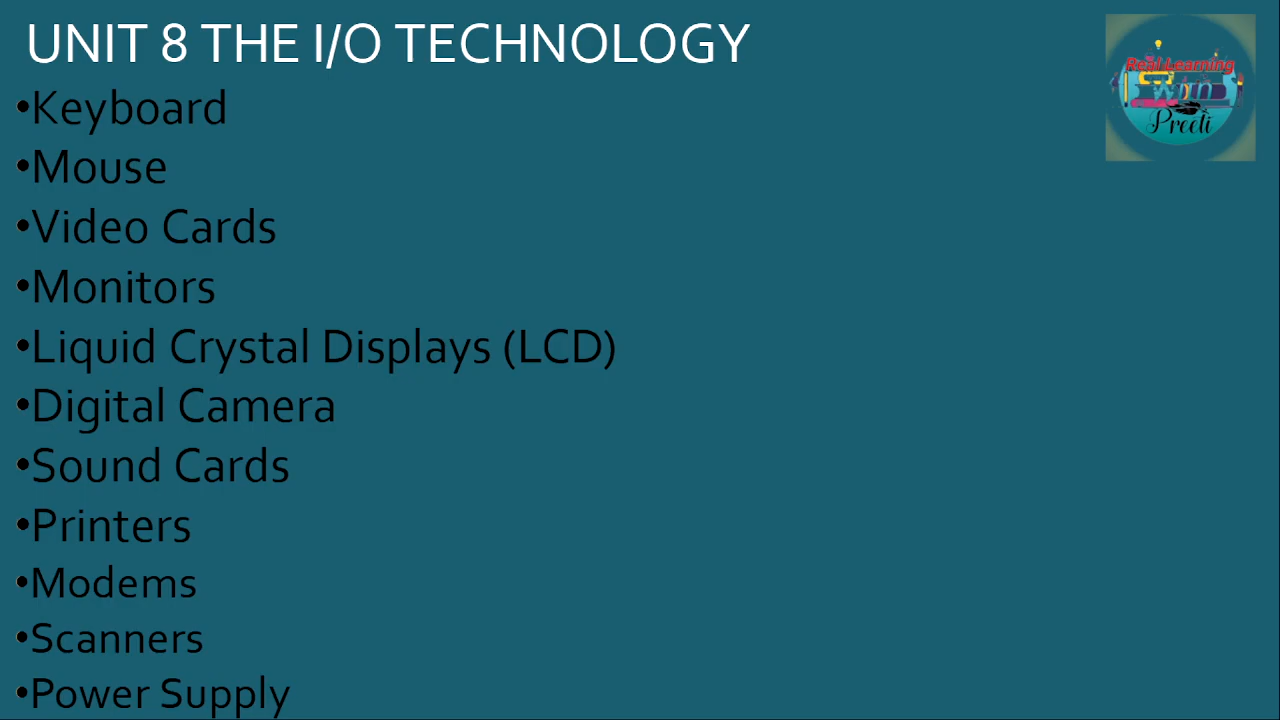 UNIT 8 THE I/O TECHNOLOGY
•Keyboard
•Mouse
•Video Cards
•Monitors
•Liquid Crystal Displays (LCD)
•Digital Camera
•Sound Cards
•Printers
•Modems
•Scanners
•Power Supply
Real Learning
With
Preeti